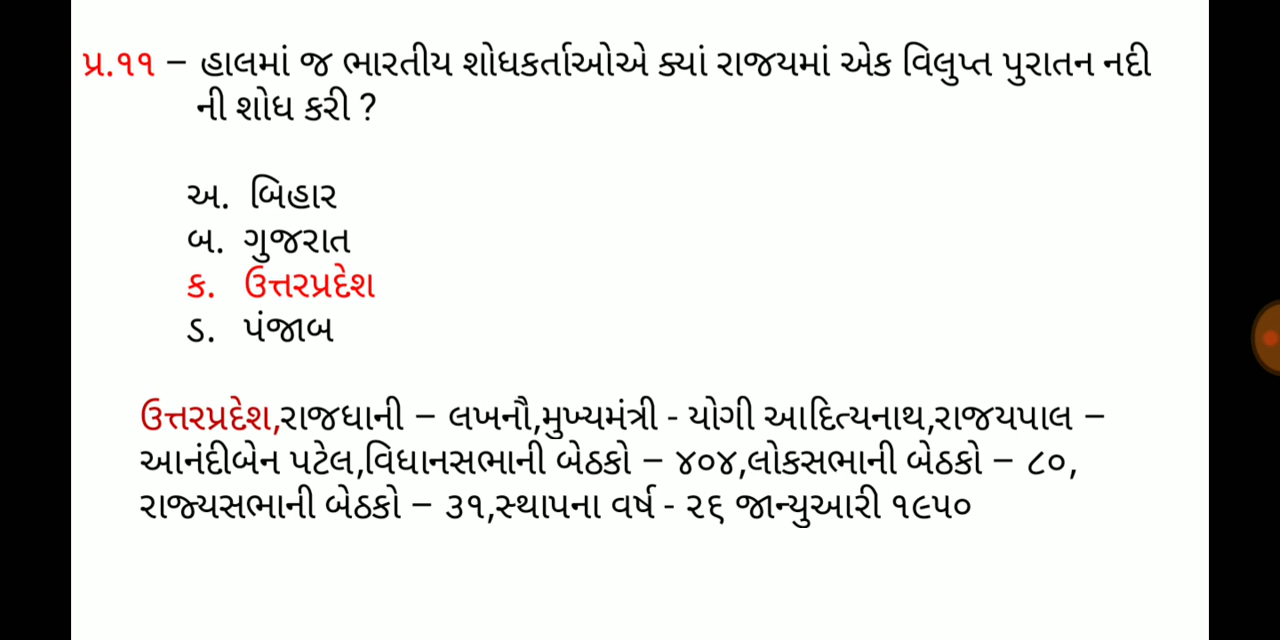 પ્ર.૧૧ – હાલમાં જ ભારતીય શોધકર્તાઓએ ક્યાં રાજયમાં એક વિલુપ્ત પુરાતન નદી
ની શોધ કરી ?
અ. બિહાર
બ. ગુજરાત
ક. ઉત્તરપ્રદેશ
ડ. પંજાબ
ઉત્તરપ્રદેશ,રાજધાની – લખનૌ,મુખ્યમંત્રી - યોગી આદિત્યનાથ,રાજયપાલ –
આનંદીબેન પટેલ,વિધાનસભાની બેઠકો – ૪૦૪,લોકસભાની બેઠકો – ૮૦,
રાજ્યસભાની બેઠકો – ૩૧,સ્થાપના વર્ષ - ૨૬ જાન્યુઆરી ૧૯૫૦